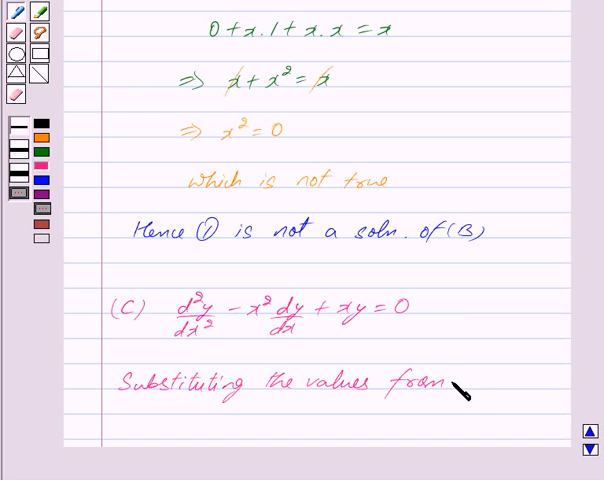 0 + x.1 + x.x = x
⇒ x + x² = x
⇒ x² = 0
which is not true
Hence ① is not a soln. of (B)
(C) d²y/dx² - x² dy/dx + xy = 0
Substituting the values from